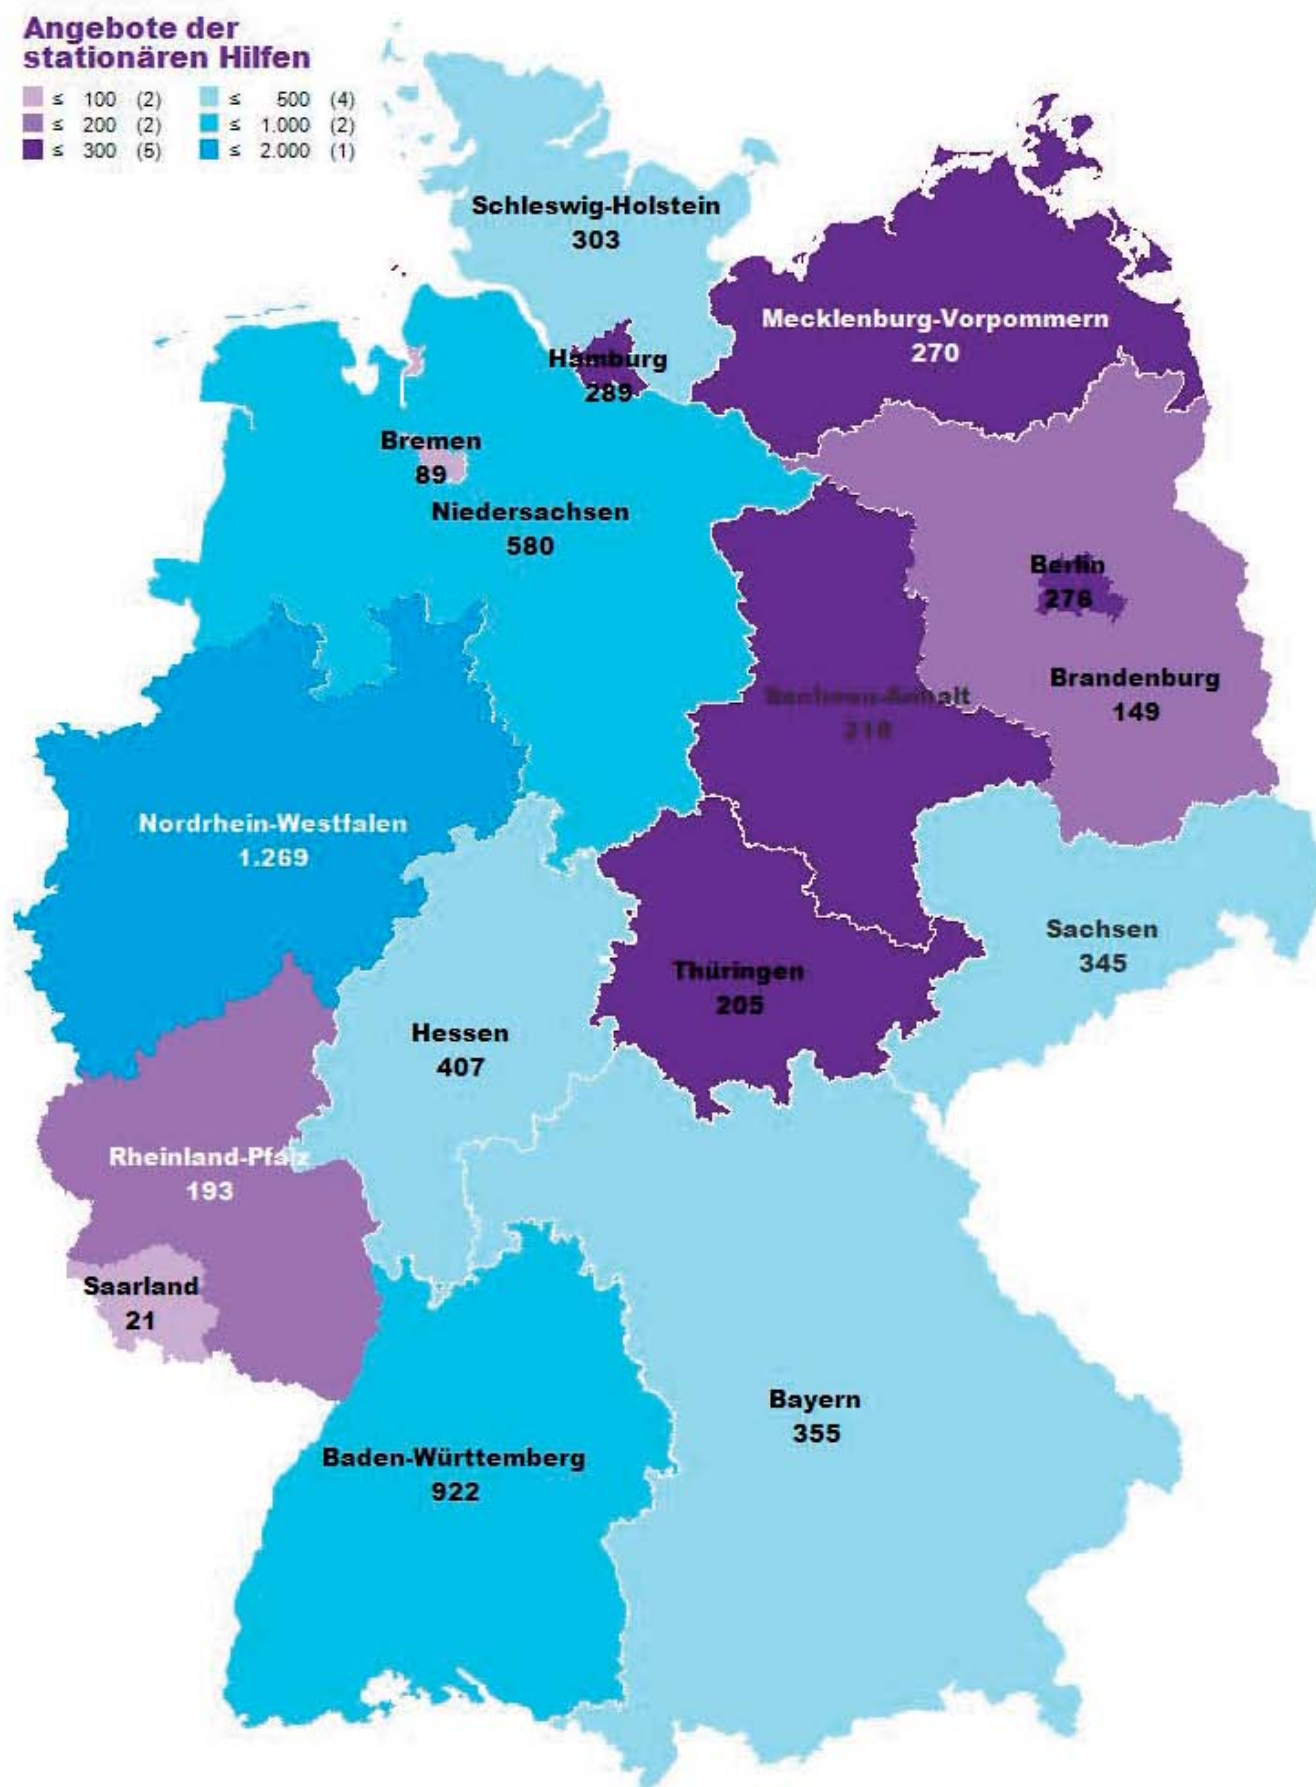 Angebote der
stationären Hilfen
≤ 100 (2) ≤ 500 (4)
≤ 200 (2) ≤ 1.000 (2)
≤ 300 (5) ≤ 2.000 (1)
Schleswig-Holstein
303
Mecklenburg-Vorpommern
270
Hamburg
289
Bremen
89
Niedersachsen
580
Berlin
276
Brandenburg
149
Sachsen-Anhalt
Nordrhein-Westfalen
1.269
Sachsen
345
Thüringen
205
Hessen
407
Rheinland-Pfalz
193
Saarland
21
Bayern
355
Baden-Württemberg
922